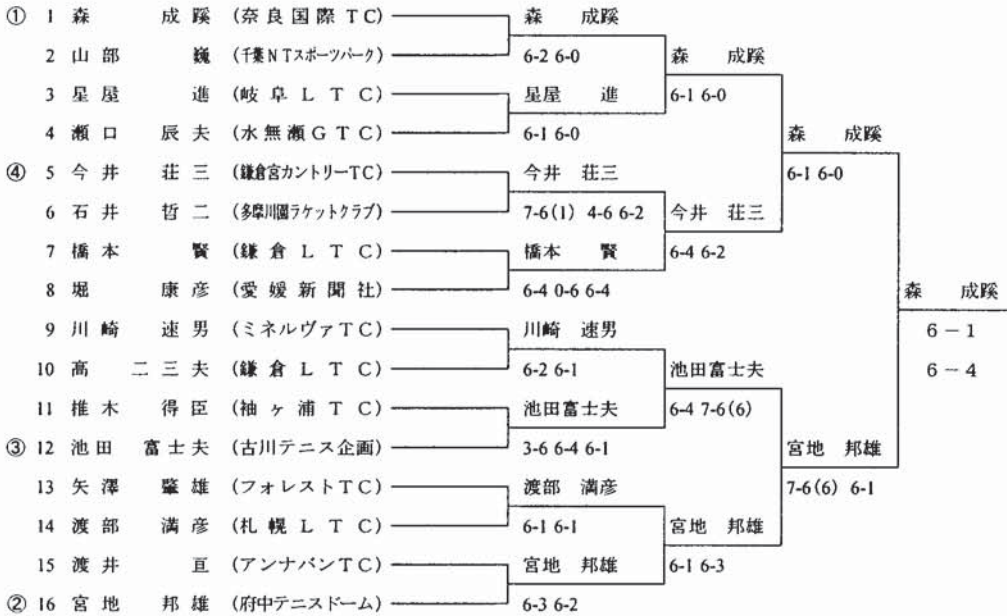 ① 1 森 成蹊 (奈良国際TC) 森 成蹊
2 山部 巍 (千葉NTスポーツパーク) 6-2 6-0 森 成蹊
3 星屋 進 (岐阜LTC) 星屋 進 6-1 6-0
4 瀬口 辰夫 (水無瀬GTC) 6-1 6-0 森 成蹊
④ 5 今井 荘三 (鎌倉宮カントリーTC) 今井 荘三 6-1 6-0
6 石井 哲二 (多摩川園ラケットクラブ) 7-6(1) 4-6 6-2 今井 荘三
7 橋本 賢 (鎌倉LTC) 橋本 賢 6-4 6-2
8 堀 康彦 (愛媛新聞社) 6-4 0-6 6-4 森 成蹊
9 川崎 速男 (ミネルヴァTC) 川崎 速男 6-1
10 高 二三夫 (鎌倉LTC) 6-2 6-1 池田富士夫 6-4
11 椎木 得臣 (袖ヶ浦TC) 池田富士夫 6-4 7-6(6)
③ 12 池田 富士夫 (古川テニス企画) 3-6 6-4 6-1 宮地 邦雄
13 矢澤 肇雄 (フォレストTC) 渡部 満彦 7-6(6) 6-1
14 渡部 満彦 (札幌LTC) 6-1 6-1 宮地 邦雄
15 渡井 亘 (アンナバンTC) 宮地 邦雄 6-1 6-3
② 16 宮地 邦雄 (府中テニスドーム) 6-3 6-2